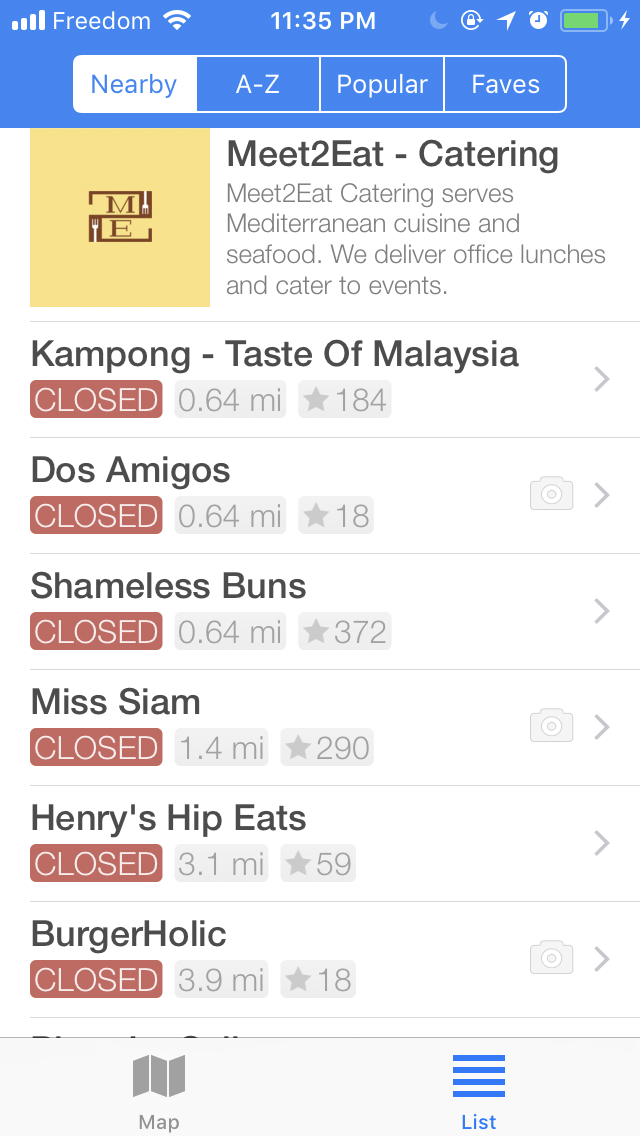 Freedom 11:35 PM
Nearby A-Z Popular Faves
ME
Meet2Eat - Catering
Meet2Eat Catering serves
Mediterranean cuisine and
seafood. We deliver office lunches
and cater to events.
Kampong - Taste Of Malaysia
CLOSED 0.64 mi 184
Dos Amigos
CLOSED 0.64 mi 18
Shameless Buns
CLOSED 0.64 mi 372
Miss Siam
CLOSED 1.4 mi 290
Henry's Hip Eats
CLOSED 3.1 mi 59
BurgerHolic
CLOSED 3.9 mi 18
Map List